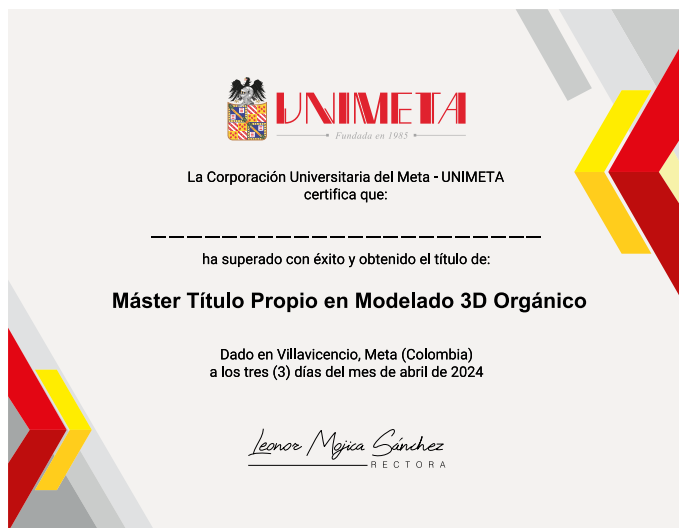 UNIMETA
Fundada en 1985
La Corporación Universitaria del Meta - UNIMETA
certifica que:
ha superado con éxito y obtenido el título de:
Máster Título Propio en Modelado 3D Orgánico
Dado en Villavicencio, Meta (Colombia)
a los tres (3) días del mes de abril de 2024
Leonor Mojica Sánchez
RECTORA